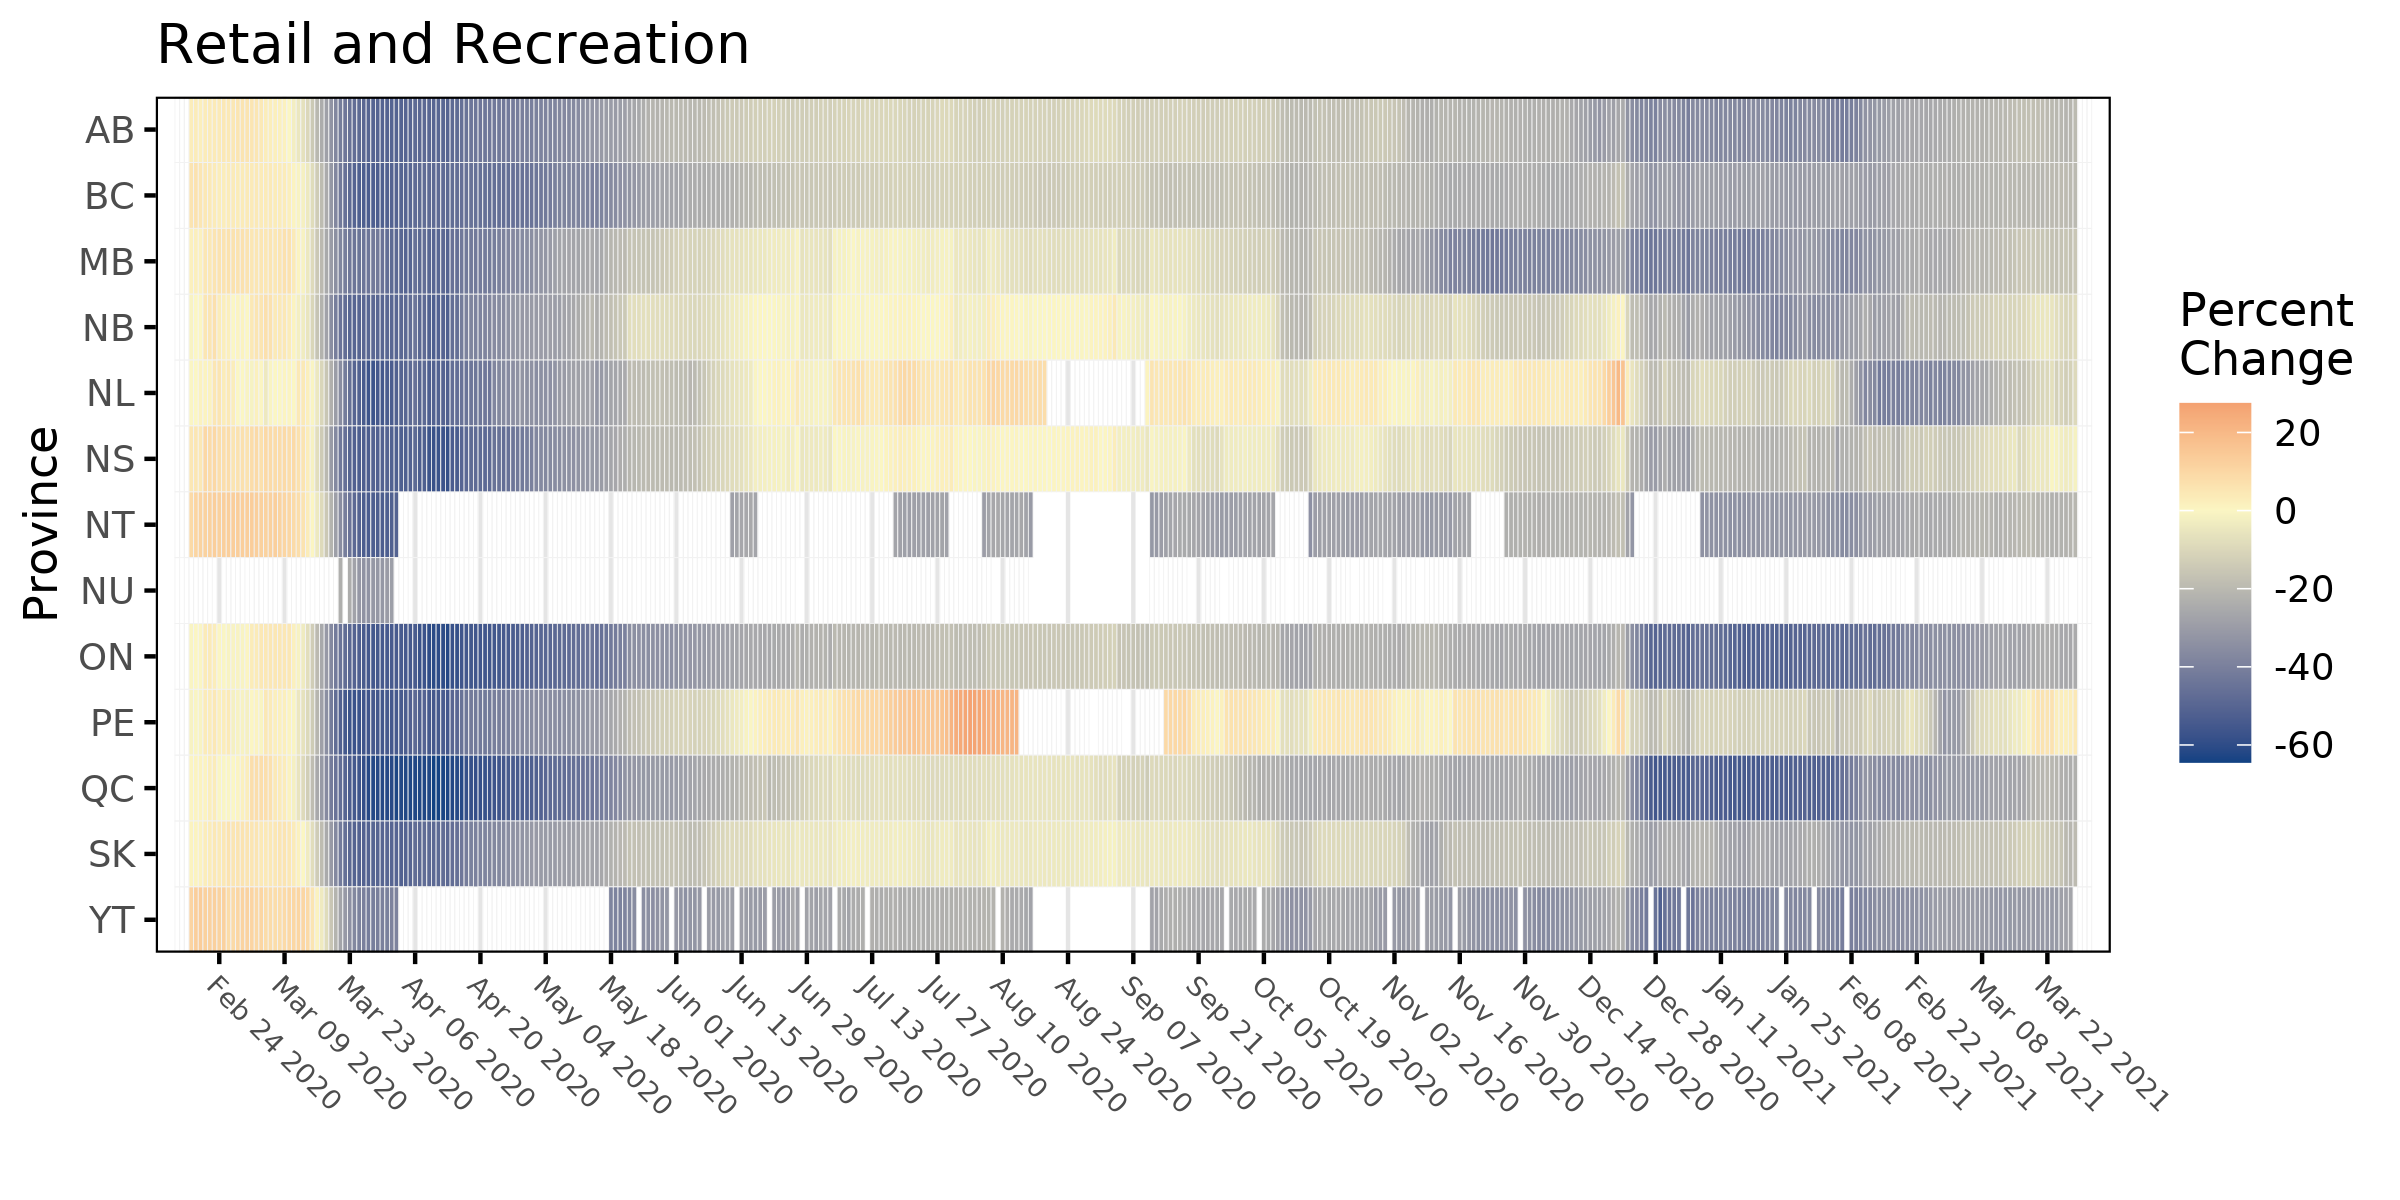 Retail and Recreation
Province
AB
BC
MB
NB
NL
NS
NT
NU
ON
PE
QC
SK
YT
Feb 24 2020
Mar 09 2020
Mar 23 2020
Apr 06 2020
Apr 20 2020
May 04 2020
May 18 2020
Jun 01 2020
Jun 15 2020
Jun 29 2020
Jul 13 2020
Jul 27 2020
Aug 10 2020
Aug 24 2020
Sep 07 2020
Sep 21 2020
Oct 05 2020
Oct 19 2020
Nov 02 2020
Nov 16 2020
Nov 30 2020
Dec 14 2020
Dec 28 2020
Jan 11 2021
Jan 25 2021
Feb 08 2021
Feb 22 2021
Mar 08 2021
Mar 22 2021
Percent
Change
20
0
-20
-40
-60